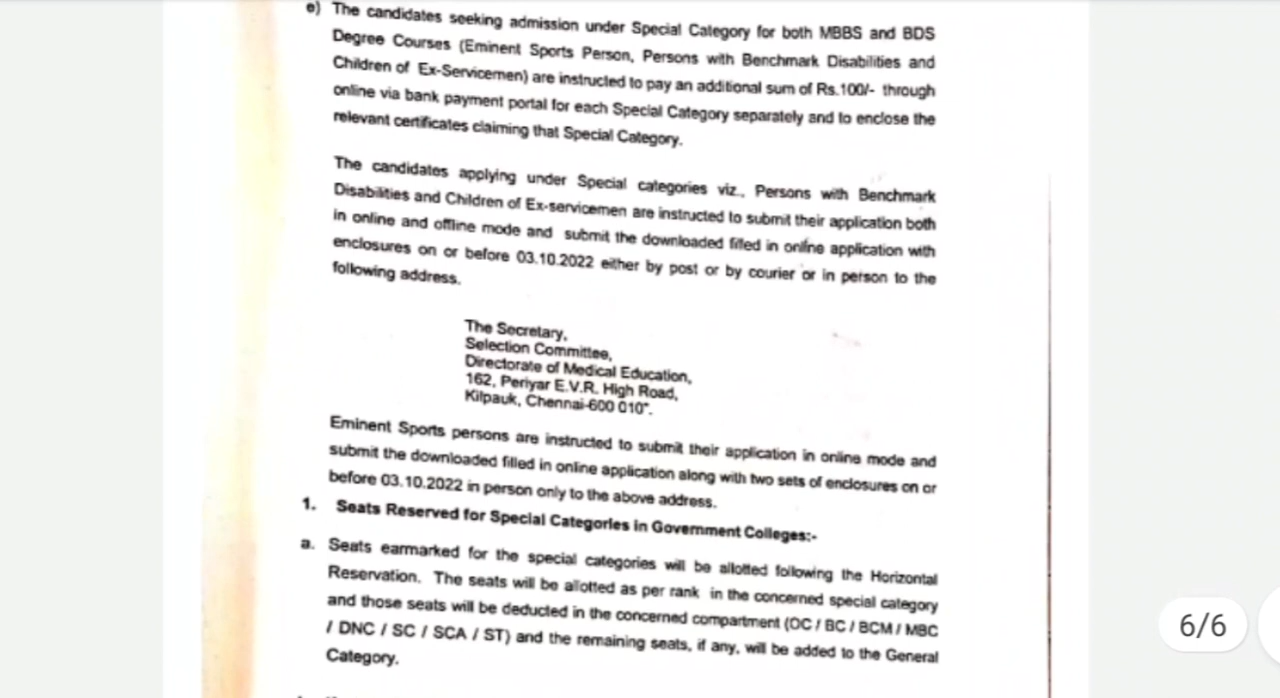 e) The candidates seeking admission under Special Category for both MBBS and BDS
Degree Courses (Eminent Sports Person, Persons with Benchmark Disabilities and
Children of Ex-Servicemen) are instructed to pay an additional sum of Rs.100/- through
online via bank payment portal for each Special Category separately and to enclose the
relevant certificates claiming that Special Category.
The candidates applying under Special categories viz., Persons with Benchmark
Disabilities and Children of Ex-servicemen are instructed to submit their application both
in online and offline mode and submit the downloaded filled in online application with
enclosures on or before 03.10.2022 either by post or by courier or in person to the
following address.
The Secretary,
Selection Committee,
Directorate of Medical Education,
162, Periyar E.V.R. High Road,
Kilpauk, Chennai-600 010".
Eminent Sports persons are instructed to submit their application in online mode and
submit the downloaded filled in online application along with two sets of enclosures on or
before 03.10.2022 in person only to the above address.
1. Seats Reserved for Special Categories in Government Colleges:-
a. Seats earmarked for the special categories will be allotted following the Horizontal
Reservation. The seats will be allotted as per rank in the concerned special category
and those seats will be deducted in the concerned compartment (OC / BC / BCM / MBC
/ DNC / SC / SCA / ST) and the remaining seats, if any, will be added to the General
Category.
6/6